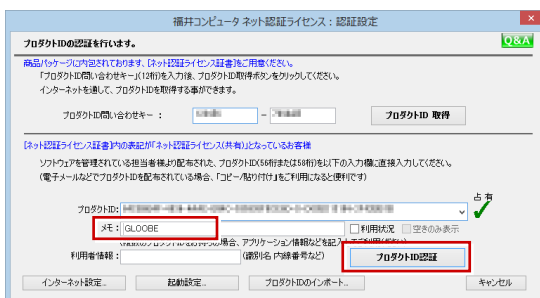 福井コンピュータ ネット認証ライセンス：認証設定
プロダクトIDの認証を行います。
Q&A
商品パッケージに内包されております、[ネット認証ライセンス証書]をご用意ください。
「プロダクトID問い合わせキー」(12桁)を入力後、プロダクトID取得ボタンをクリックしてください。
インターネットを通して、プロダクトIDを取得する事ができます。
プロダクトID問い合わせキー： － プロダクトID 取得
[ネット認証ライセンス証書]内の表記が「ネット認証ライセンス(共有)」となっているお客様
ソフトウェアを管理されている担当者様より配布された、プロダクトID(56桁または58桁)を以下の入力欄に直接入力してください。
(電子メールなどでプロダクトIDを配布されている場合、「コピー/貼り付け」をご利用になると便利です)
占有
プロダクトID:
メモ： GLOOBE 利用状況 空きのみ表示
場合、アプリケーション情報などを記入
利用者情報： (識別名 内線番号など) プロダクトID認証
インターネット設定... 起動設定... プロダクトIDのインポート... キャンセル